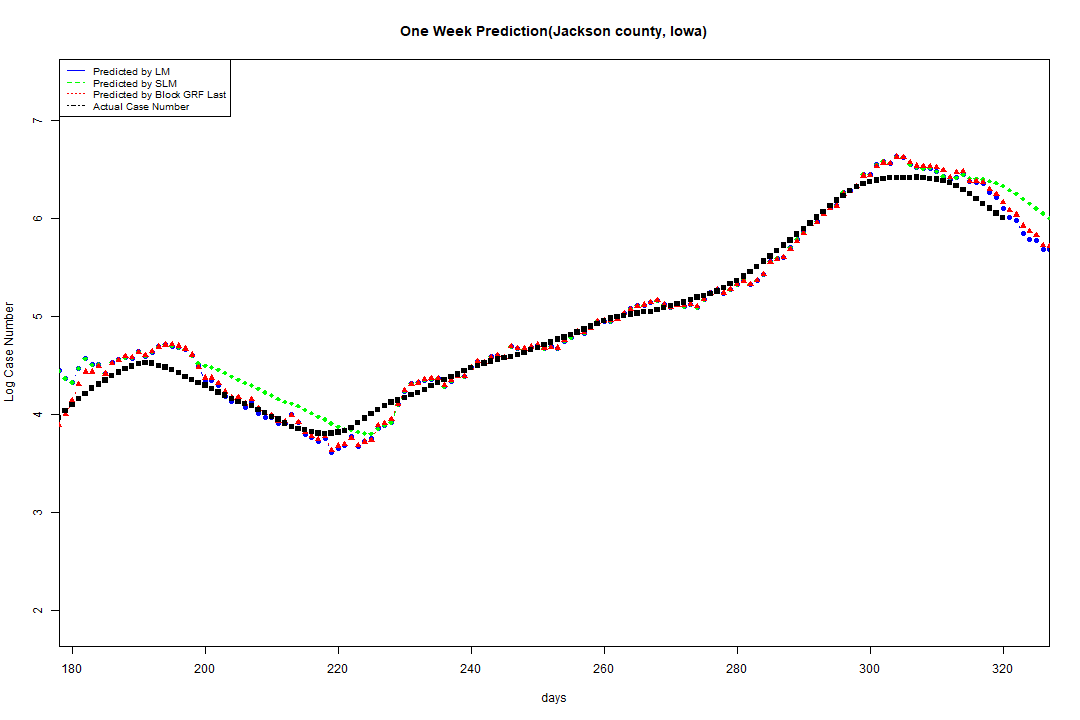 One Week Prediction(Jackson county, Iowa)
Predicted by LM
Predicted by SLM
Predicted by Block GRF Last
Actual Case Number
Log Case Number
7
6
5
4
3
2
180 200 220 240 260 280 300 320
days